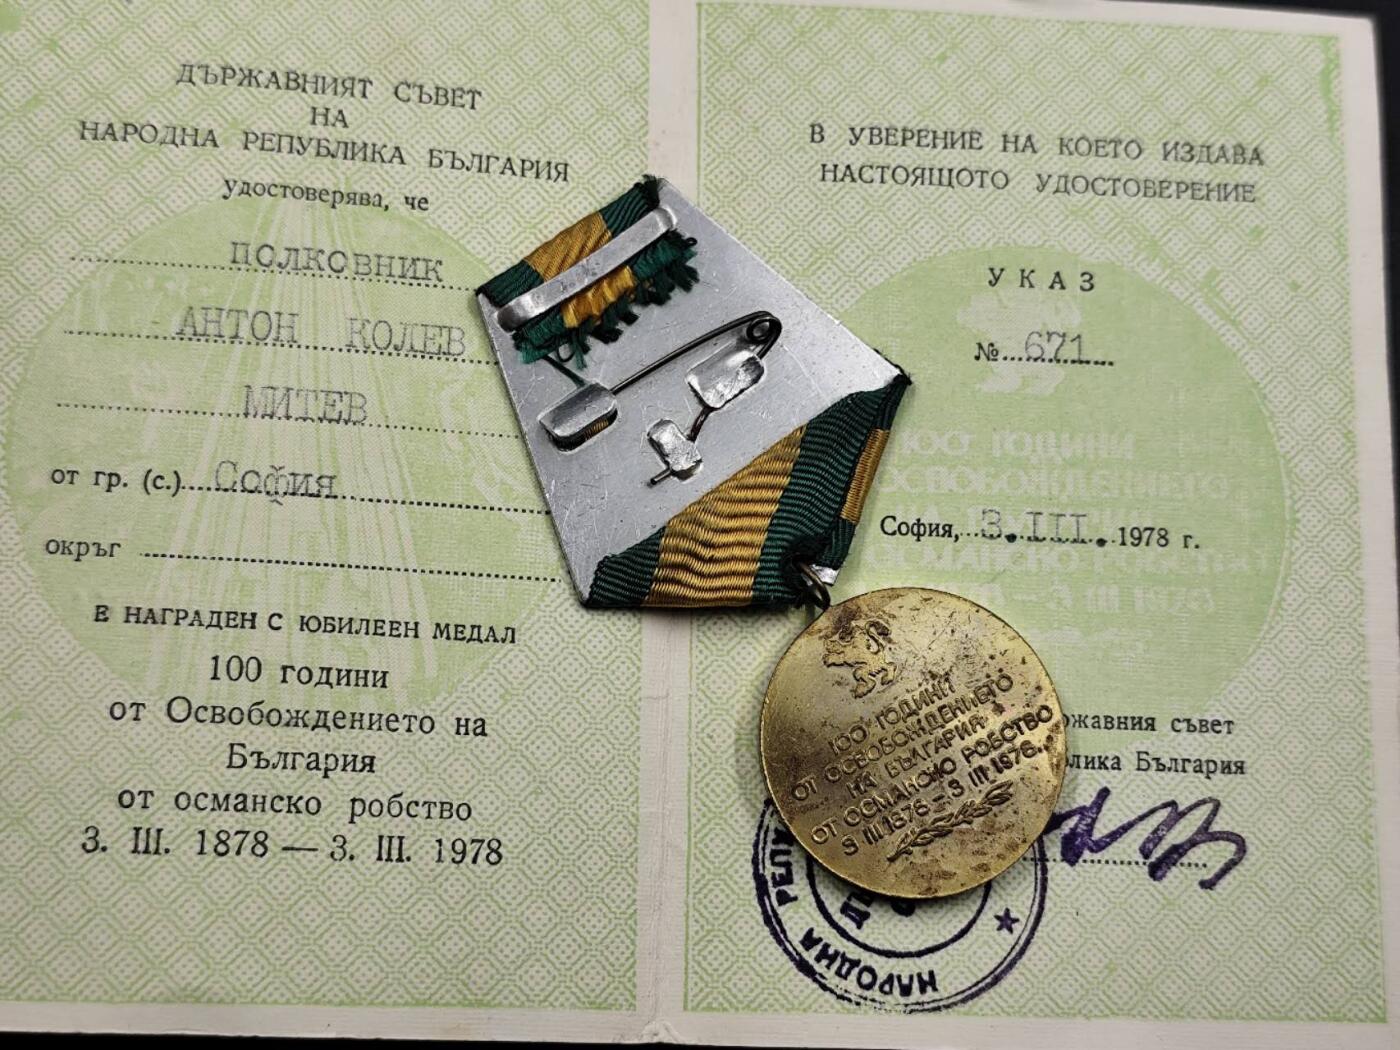 ДЪРЖАВНИЯТ СЪВЕТ
НА
НАРОДНА РЕПУБЛИКА БЪЛГАРИЯ
удостоверява, че
ПОЛКОВНИК
АНТОН КОЛЕВ
МИТЕВ
от гр. (с.) София
окръг
Е НАГРАДЕН С ЮБИЛЕЕН МЕДАЛ
100 години
от Освобождението на
България
от османско робство
3. III. 1878 — 3. III. 1978
В УВЕРЕНИЕ НА КОЕТО ИЗДАВА
НАСТОЯЩОТО УДОСТОВЕРЕНИЕ
УКАЗ
№ 671
София, 3.III. 1978 г.
съвет
България
100 ГОДИНИ
ОТ ОСВОБОЖДЕНИЕТО
НА БЪЛГАРИЯ
ОТ ОСМАНСКО РОБСТВО
3 III 1878 – 3 III 1978
НАРОДНА